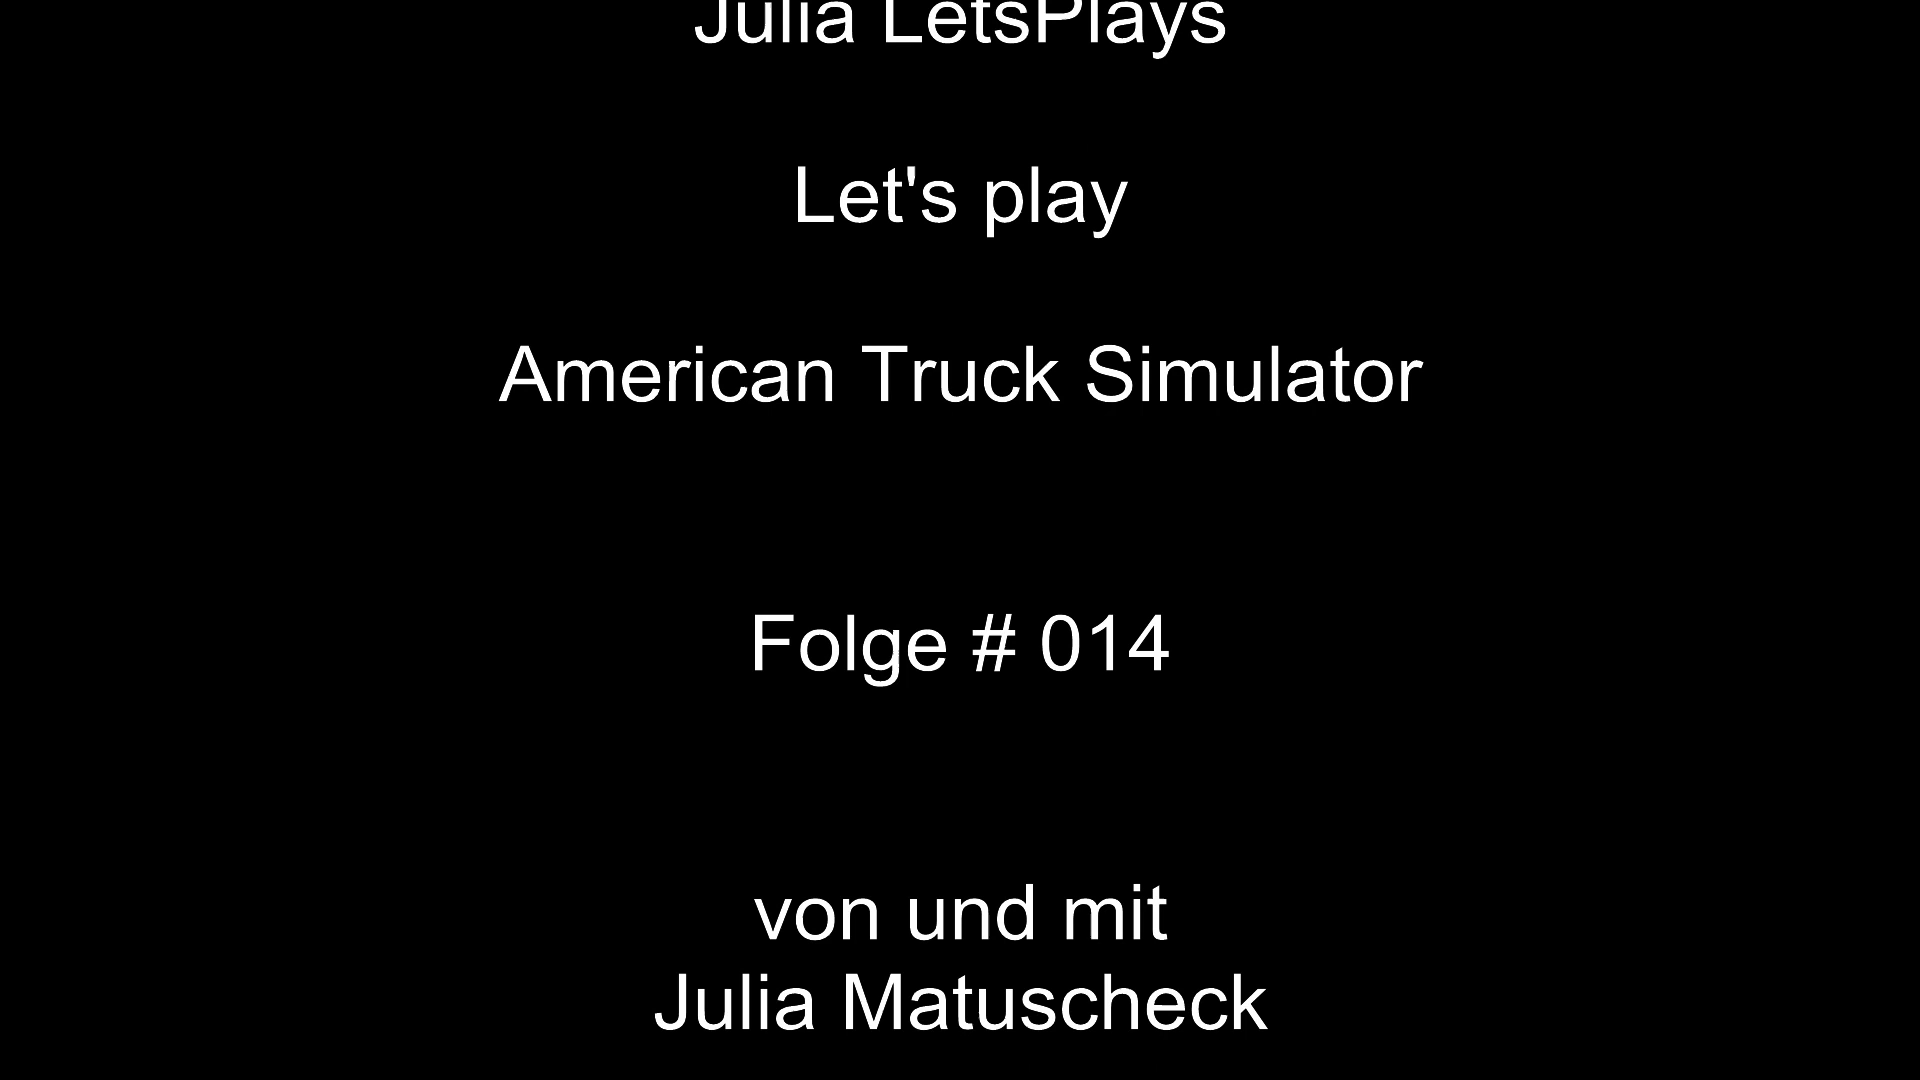 Julia LetsPlays
Let's play
American Truck Simulator
Folge # 014
von und mit
Julia Matuscheck